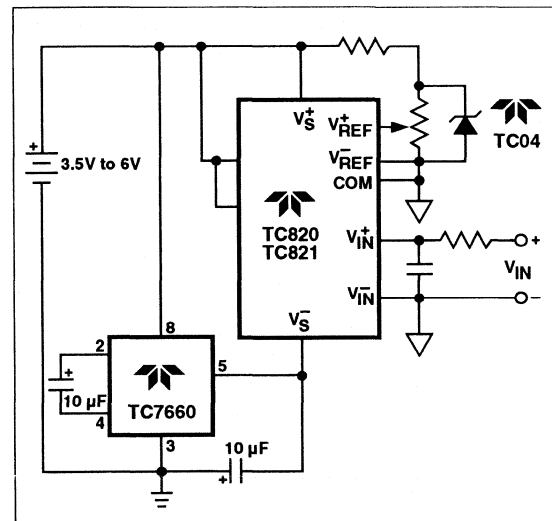 V+S
V+REF
TC04
V−REF
3.5V to 6V
COM
TC820
TC821
V+IN
+
VIN
V−IN
−
V−S
8
2
5
+
TC7660
10 µF
4
3
10 µF
+
+